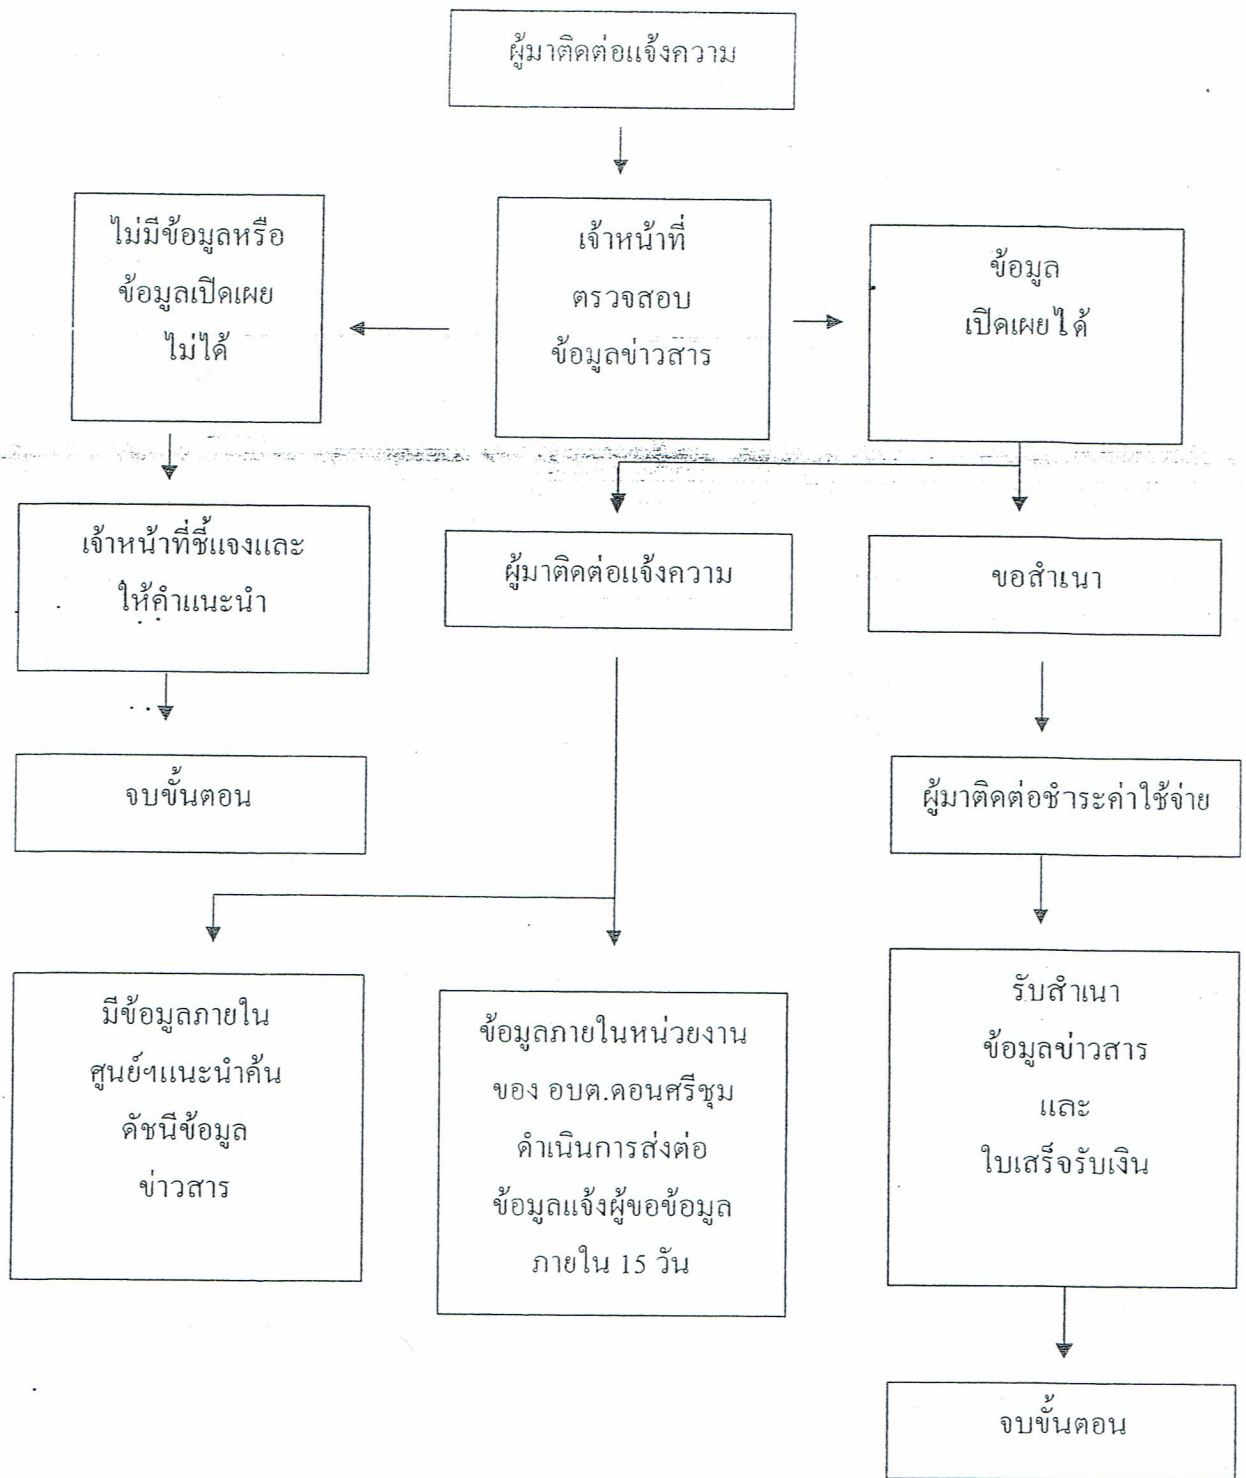 ผู้มาติดต่อแจ้งความ
ไม่มีข้อมูลหรือ
ข้อมูลเปิดเผย
ไม่ได้
เจ้าหน้าที่
ตรวจสอบ
ข้อมูลข่าวสาร
ข้อมูล
เปิดเผยได้
เจ้าหน้าที่ชี้แจงและ
ให้คำแนะนำ
ผู้มาติดต่อแจ้งความ
ขอสำเนา
จบขั้นตอน
ผู้มาติดต่อชำระค่าใช้จ่าย
มีข้อมูลภายใน
ศูนย์ฯแนะนำค้น
ดัชนีข้อมูล
ข่าวสาร
ข้อมูลภายในหน่วยงาน
ของ อบต.ดอนศรีชุม
ดำเนินการส่งต่อ
ข้อมูลแจ้งผู้ขอข้อมูล
ภายใน 15 วัน
รับสำเนา
ข้อมูลข่าวสาร
และ
ใบเสร็จรับเงิน
จบขั้นตอน